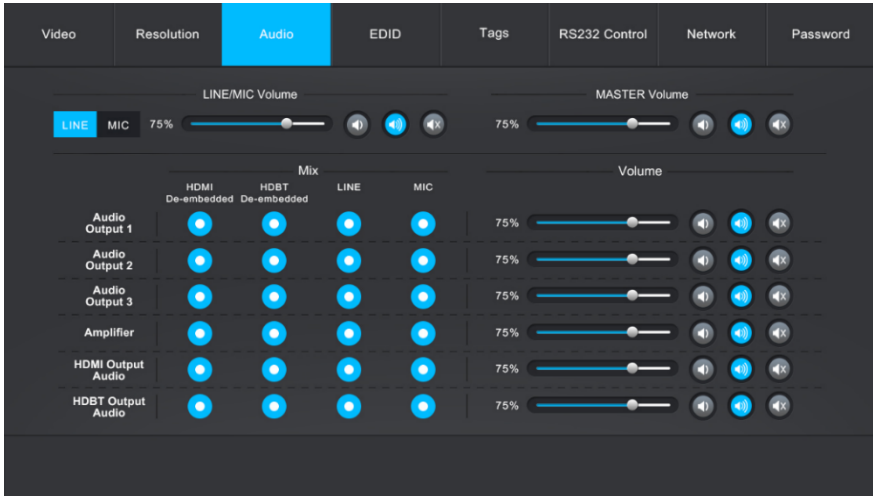 Video Resolution Audio EDID Tags RS232 Control Network Password
LINE/MIC Volume MASTER Volume
LINE MIC 75% 75%
Mix Volume
HDMI HDBT LINE MIC
De-embedded De-embedded
Audio
Output 1 75%
Audio
Output 2 75%
Audio
Output 3 75%
Amplifier 75%
HDMI Output
Audio 75%
HDBT Output
Audio 75%